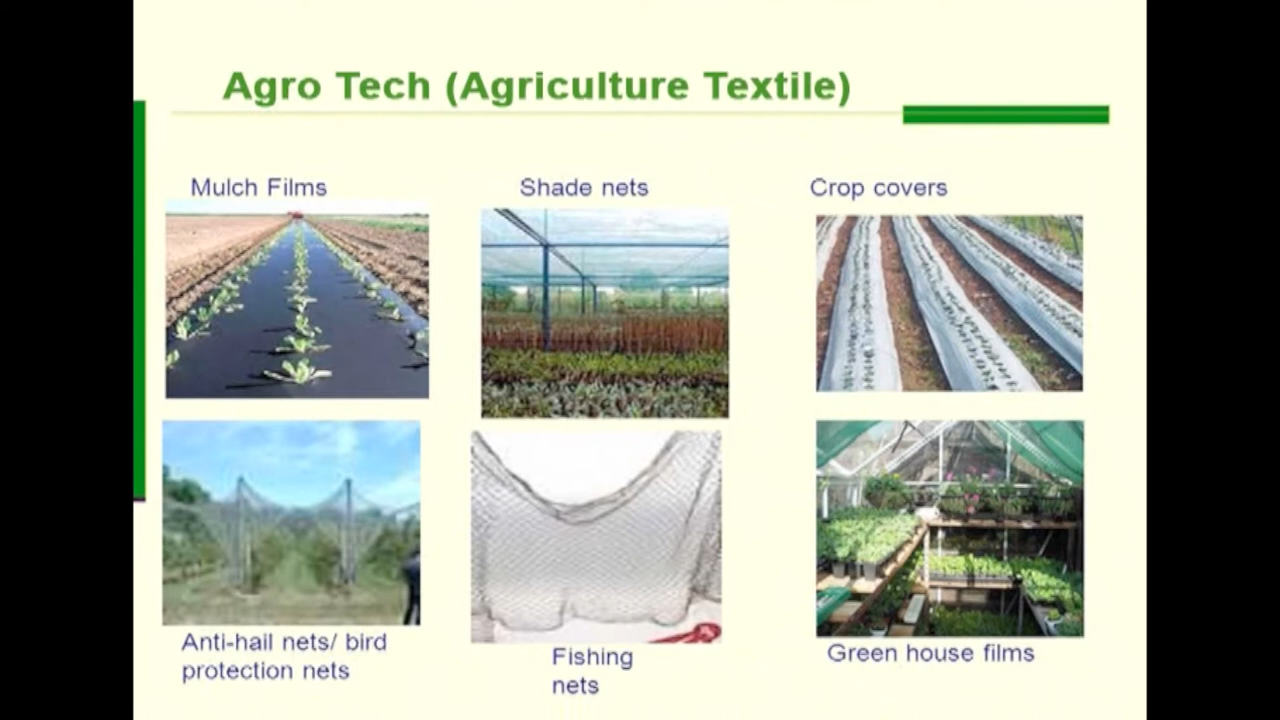 Agro Tech (Agriculture Textile)
Mulch Films
Shade nets
Crop covers
Anti-hail nets/ bird
protection nets
Fishing
nets
Green house films